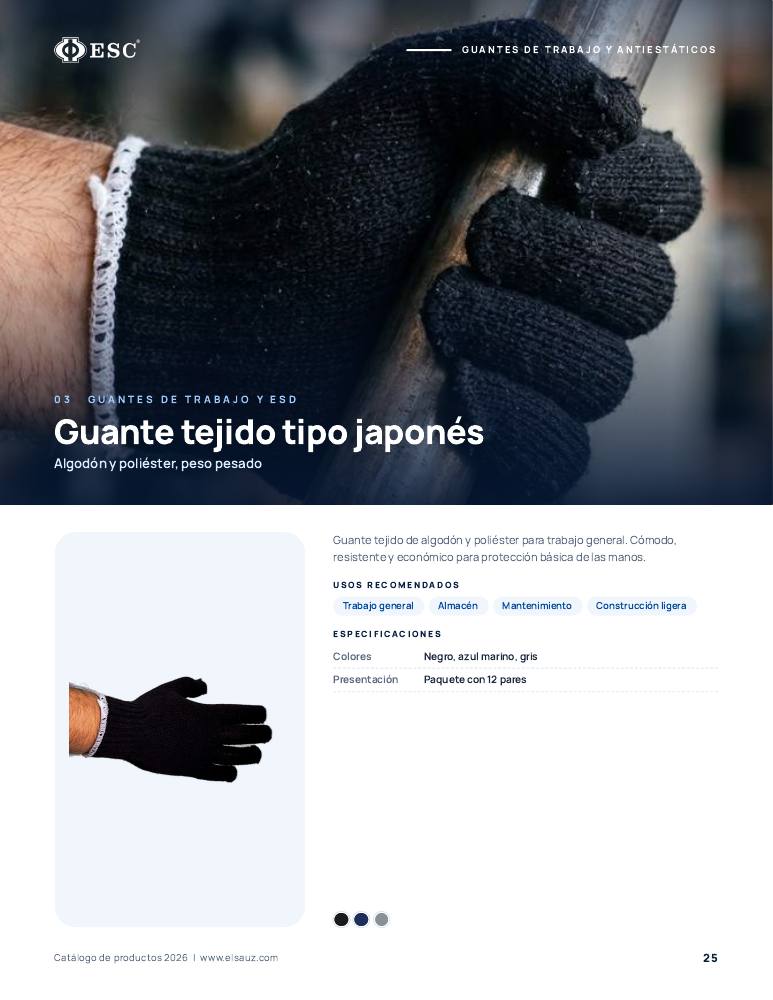 ESC®
GUANTES DE TRABAJO Y ANTIESTÁTICOS
03 GUANTES DE TRABAJO Y ESD
Guante tejido tipo japonés
Algodón y poliéster, peso pesado
Guante tejido de algodón y poliéster para trabajo general. Cómodo,
resistente y económico para protección básica de las manos.
USOS RECOMENDADOS
Trabajo general Almacén Mantenimiento Construcción ligera
ESPECIFICACIONES
Colores Negro, azul marino, gris
Presentación Paquete con 12 pares
Catálogo de productos 2026 | www.elsauz.com 25